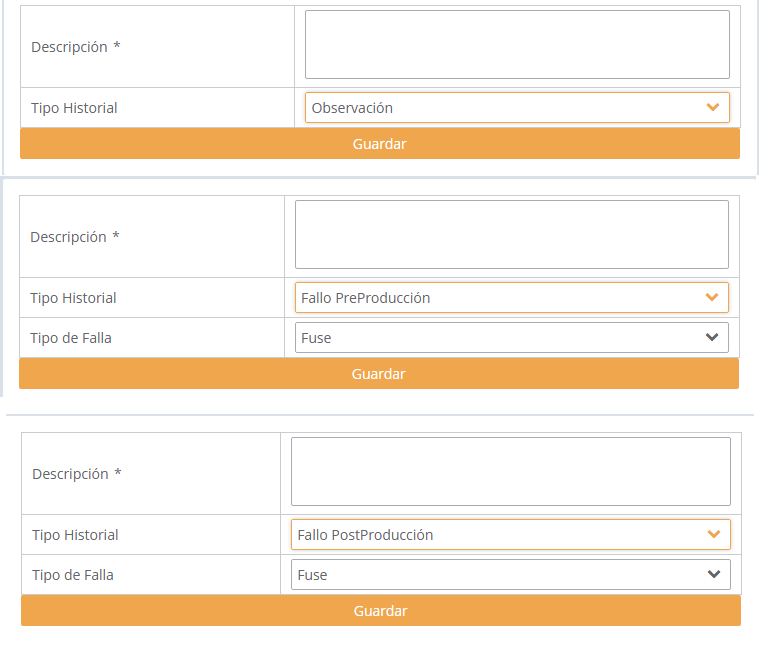 Descripción *
Tipo Historial Observación
Guardar
Descripción *
Tipo Historial Fallo PreProducción
Tipo de Falla Fuse
Guardar
Descripción *
Tipo Historial Fallo PostProducción
Tipo de Falla Fuse
Guardar